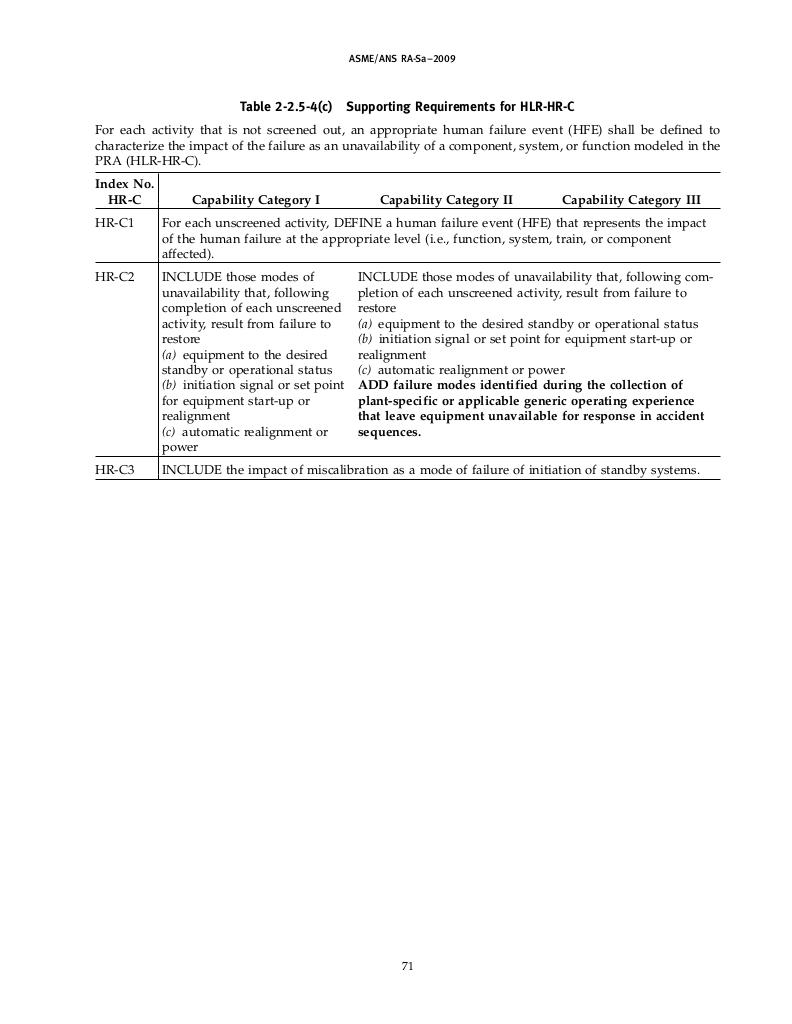 ASME/ANS RA-Sa–2009
Table 2-2.5-4(c) Supporting Requirements for HLR-HR-C
For each activity that is not screened out, an appropriate human failure event (HFE) shall be defined to
characterize the impact of the failure as an unavailability of a component, system, or function modeled in the
PRA (HLR-HR-C).
Index No.
HR-C
Capability Category I
Capability Category II
Capability Category III
HR-C1
For each unscreened activity, DEFINE a human failure event (HFE) that represents the impact
of the human failure at the appropriate level (i.e., function, system, train, or component
affected).
HR-C2
INCLUDE those modes of
unavailability that, following
completion of each unscreened
activity, result from failure to
restore
(a) equipment to the desired
standby or operational status
(b) initiation signal or set point
for equipment start-up or
realignment
(c) automatic realignment or
power
INCLUDE those modes of unavailability that, following com-
pletion of each unscreened activity, result from failure to
restore
(a) equipment to the desired standby or operational status
(b) initiation signal or set point for equipment start-up or
realignment
(c) automatic realignment or power
ADD failure modes identified during the collection of
plant-specific or applicable generic operating experience
that leave equipment unavailable for response in accident
sequences.
HR-C3
INCLUDE the impact of miscalibration as a mode of failure of initiation of standby systems.
71